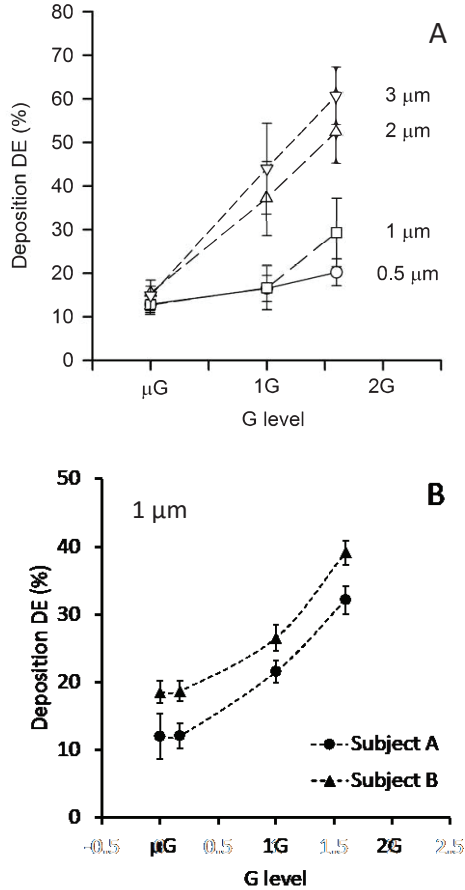 80
A
70
3 μm
60
2 μm
50
Deposition DE (%)
40
30
1 μm
20
0.5 μm
10
0
μG 1G 2G
G level
50
B
1 μm
40
Deposition DE (%)
30
20
10
Subject A
Subject B
0
-0.5 μG 0.5 1G 1.5 2G 2.5
G level